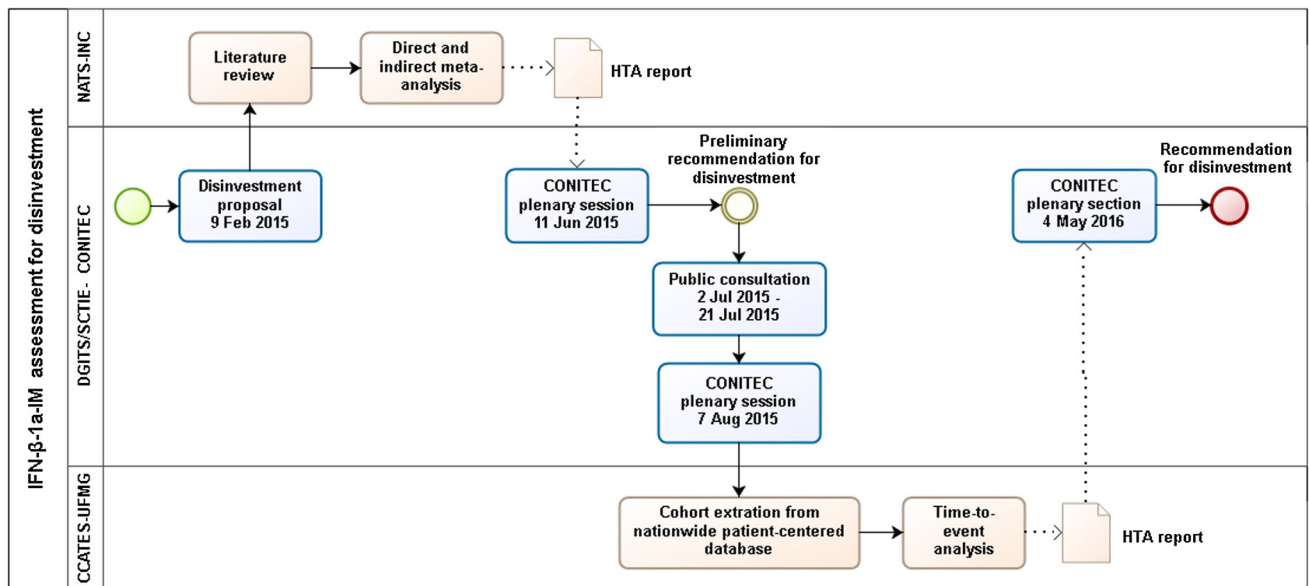 IFN-β-1a-IM assessment for disinvestment
NATS-INC
Literature
review
Direct and
indirect meta-
analysis
HTA report
DGITS/SCTIE- CONITEC
Disinvestment
proposal
9 Feb 2015
CONITEC
plenary session
11 Jun 2015
Preliminary
recommendation for
disinvestment
Public consultation
2 Jul 2015 -
21 Jul 2015
CONITEC
plenary session
7 Aug 2015
CONITEC
plenary section
4 May 2016
Recommendation
for disinvestment
CCATES-UFMG
Cohort extration from
nationwide patient-centered
database
Time-to-
event
analysis
HTA report